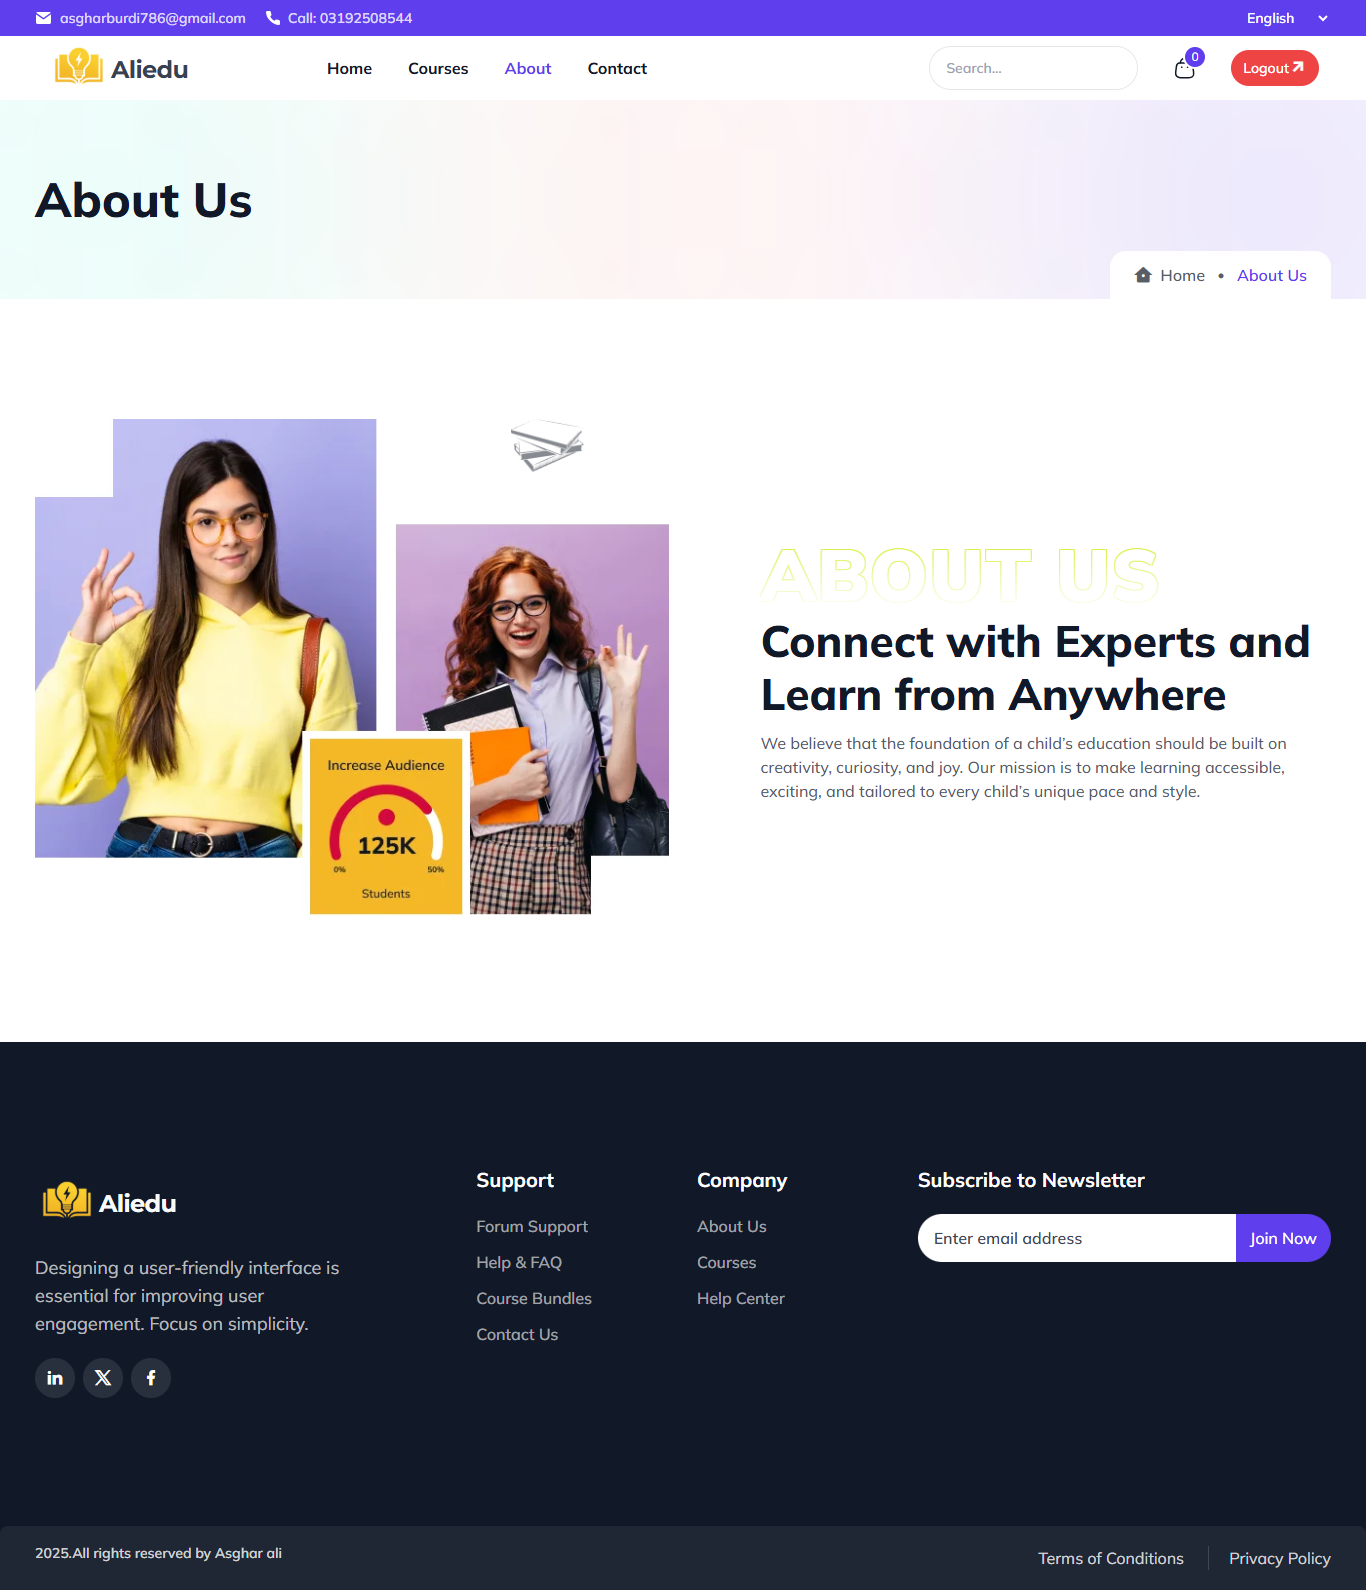 asgharburdi786@gmail.com
Call: 03192508544
English
Aliedu
Home
Courses
About
Contact
Search...
0
Logout
About Us
Home • About Us
Increase Audience
125K
0%
50%
Students
ABOUT US
Connect with Experts and
Learn from Anywhere
We believe that the foundation of a child’s education should be built on
creativity, curiosity, and joy. Our mission is to make learning accessible,
exciting, and tailored to every child’s unique pace and style.
Aliedu
Designing a user-friendly interface is
essential for improving user
engagement. Focus on simplicity.
Support
Forum Support
Help & FAQ
Course Bundles
Contact Us
Company
About Us
Courses
Help Center
Subscribe to Newsletter
Enter email address
Join Now
2025.All rights reserved by Asghar ali
Terms of Conditions
Privacy Policy